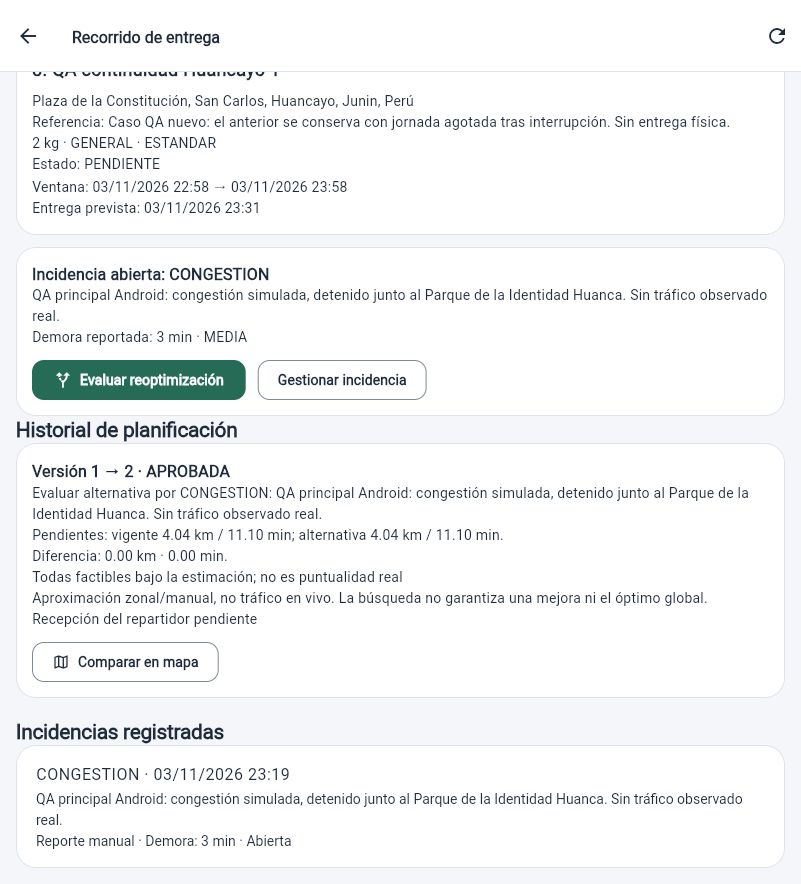 Recorrido de entrega
QA continuidad Huancayo 1
Plaza de la Constitución, San Carlos, Huancayo, Junin, Perú
Referencia: Caso QA nuevo: el anterior se conserva con jornada agotada tras interrupción. Sin entrega física.
2 kg · GENERAL · ESTANDAR
Estado: PENDIENTE
Ventana: 03/11/2026 22:58 → 03/11/2026 23:58
Entrega prevista: 03/11/2026 23:31
Incidencia abierta: CONGESTION
QA principal Android: congestión simulada, detenido junto al Parque de la Identidad Huanca. Sin tráfico observado
real.
Demora reportada: 3 min · MEDIA
Evaluar reoptimización
Gestionar incidencia
Historial de planificación
Versión 1 → 2 · APROBADA
Evaluar alternativa por CONGESTION: QA principal Android: congestión simulada, detenido junto al Parque de la
Identidad Huanca. Sin tráfico observado real.
Pendientes: vigente 4.04 km / 11.10 min; alternativa 4.04 km / 11.10 min.
Diferencia: 0.00 km · 0.00 min.
Todas factibles bajo la estimación; no es puntualidad real
Aproximación zonal/manual, no tráfico en vivo. La búsqueda no garantiza una mejora ni el óptimo global.
Recepción del repartidor pendiente
Comparar en mapa
Incidencias registradas
CONGESTION · 03/11/2026 23:19
QA principal Android: congestión simulada, detenido junto al Parque de la Identidad Huanca. Sin tráfico observado
real.
Reporte manual · Demora: 3 min · Abierta